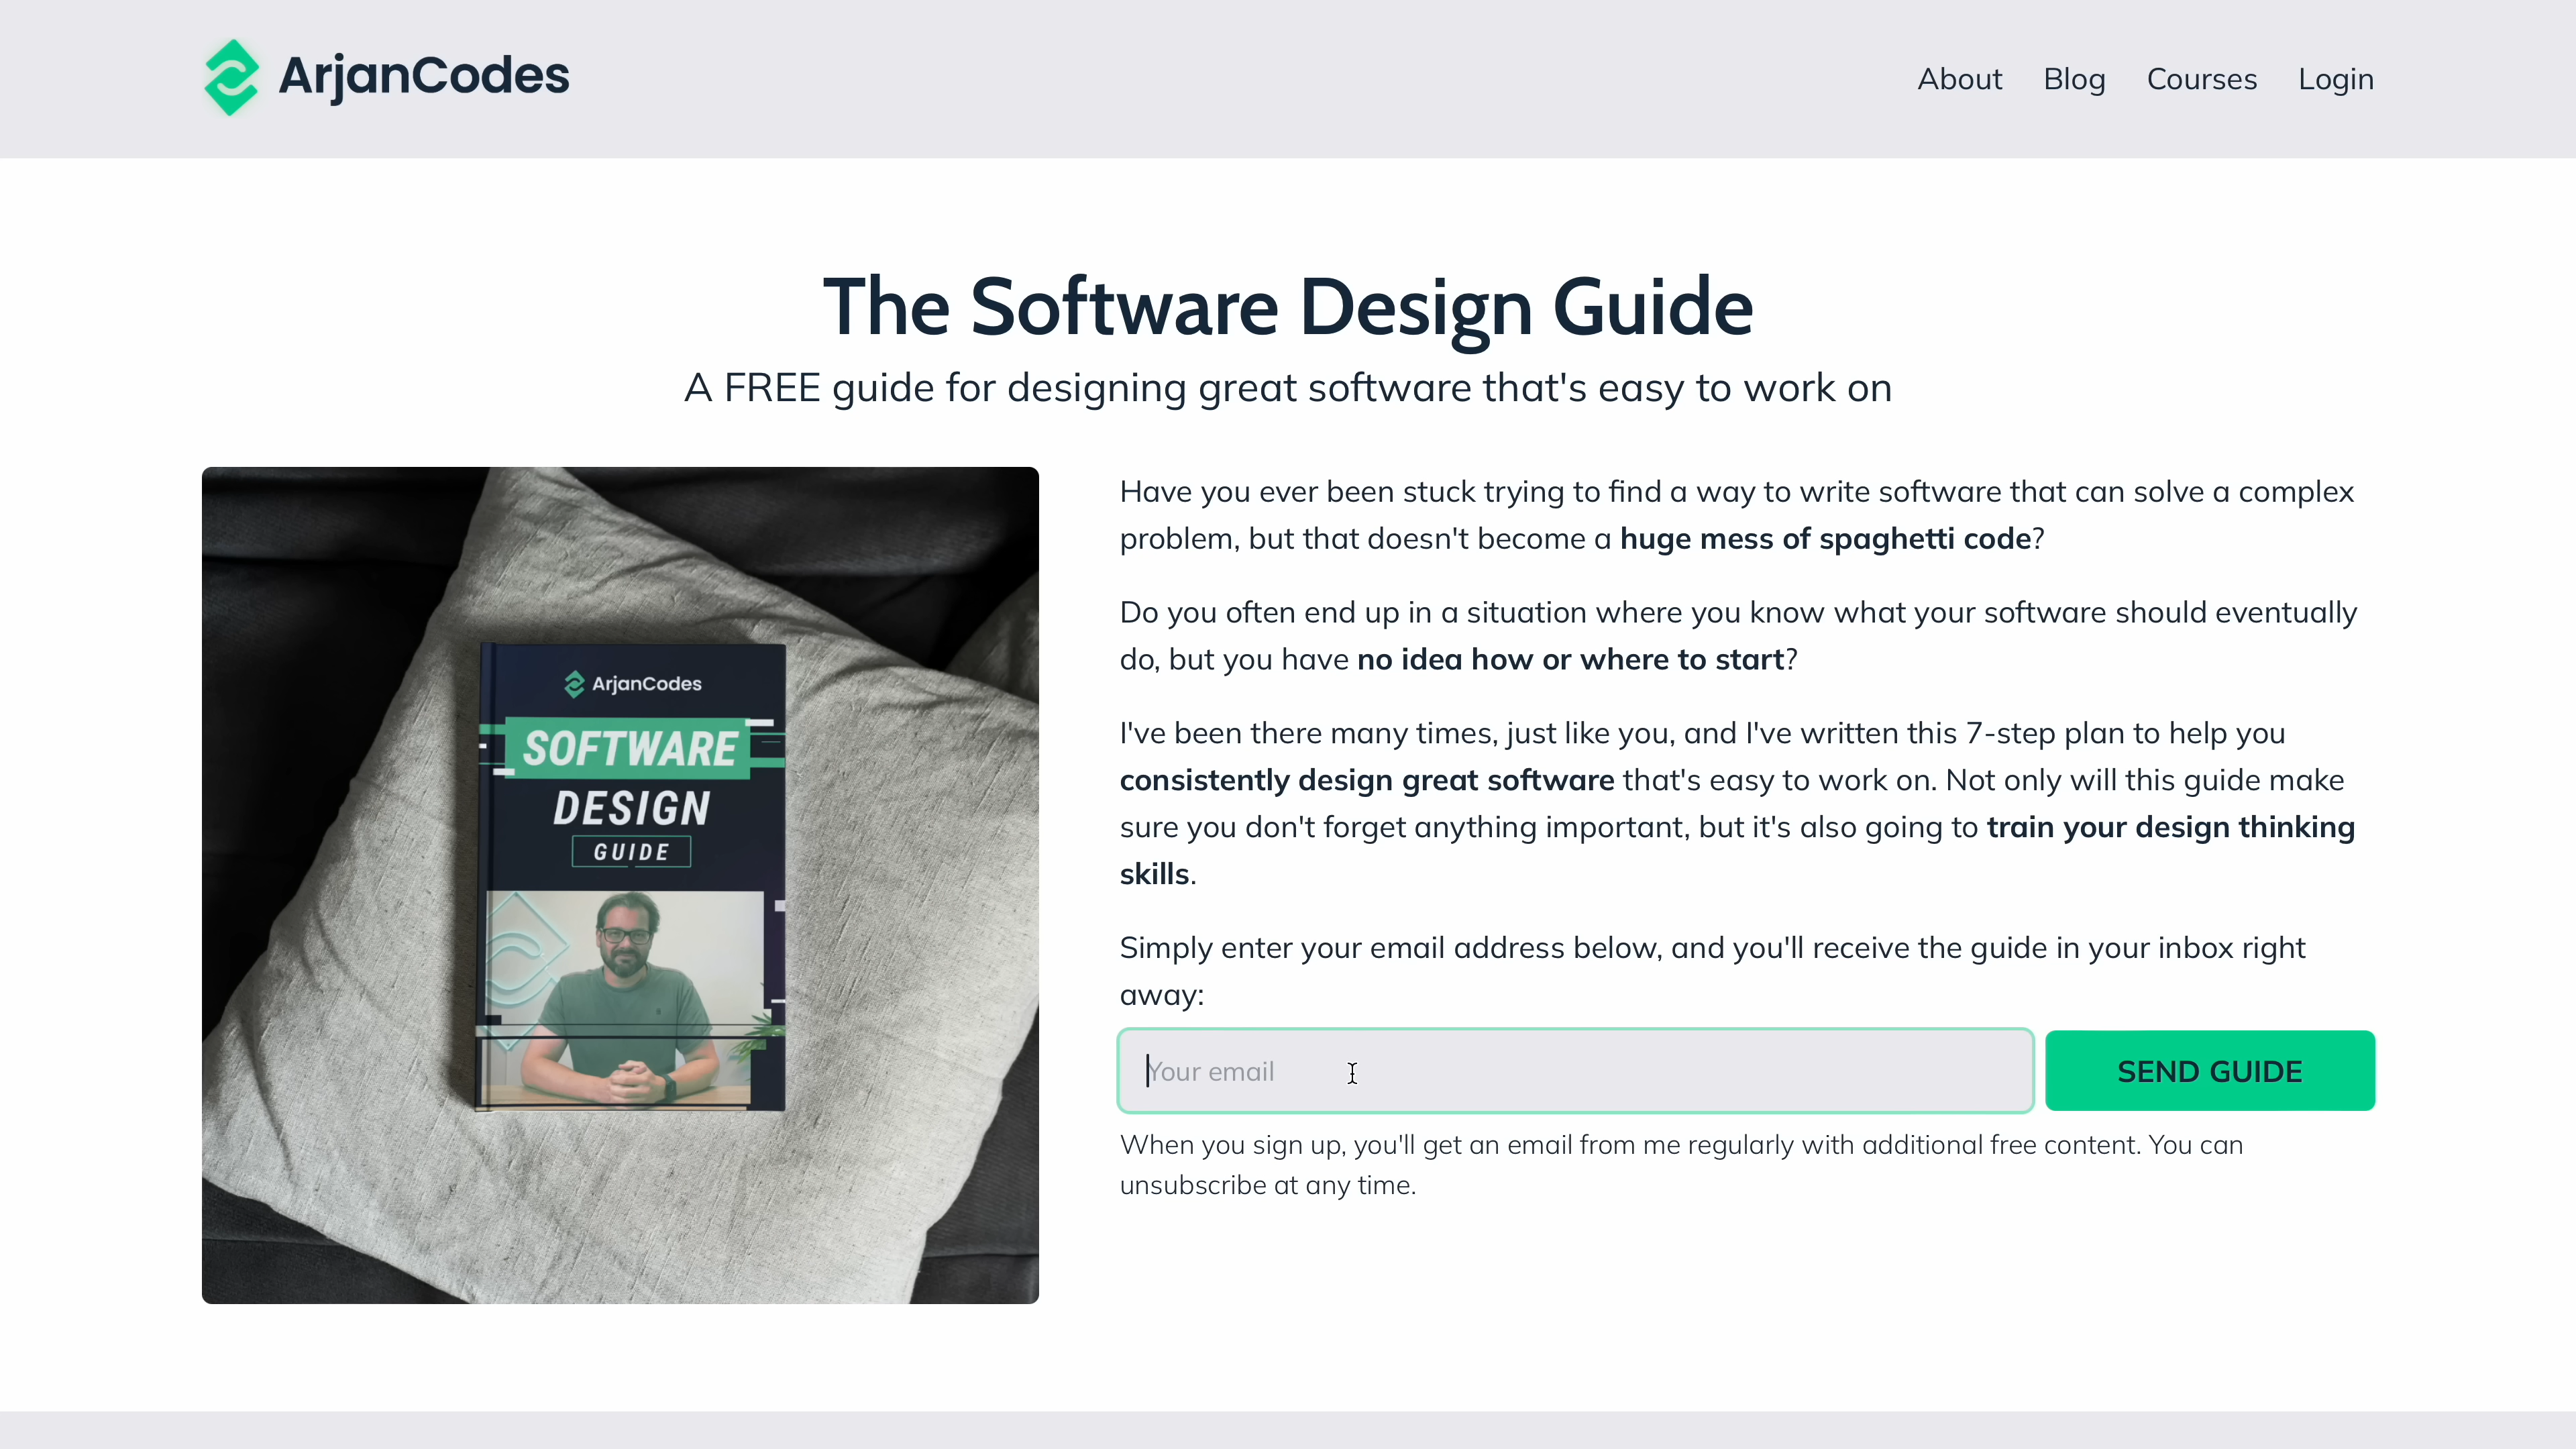 ArjanCodes
About Blog Courses Login
The Software Design Guide
A FREE guide for designing great software that's easy to work on
ArjanCodes
SOFTWARE
DESIGN
GUIDE
Have you ever been stuck trying to find a way to write software that can solve a complex
problem, but that doesn't become a huge mess of spaghetti code?
Do you often end up in a situation where you know what your software should eventually
do, but you have no idea how or where to start?
I've been there many times, just like you, and I've written this 7-step plan to help you
consistently design great software that's easy to work on. Not only will this guide make
sure you don't forget anything important, but it's also going to train your design thinking
skills.
Simply enter your email address below, and you'll receive the guide in your inbox right
away:
Your email
SEND GUIDE
When you sign up, you'll get an email from me regularly with additional free content. You can
unsubscribe at any time.